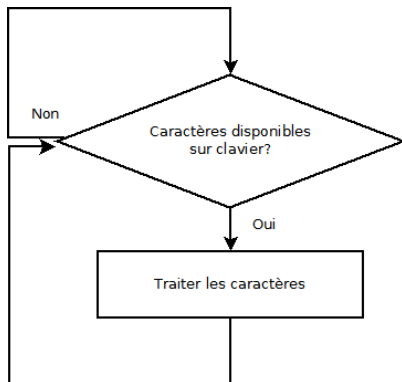 Non
Caractères disponibles
sur clavier?
Oui
Traiter les caractères